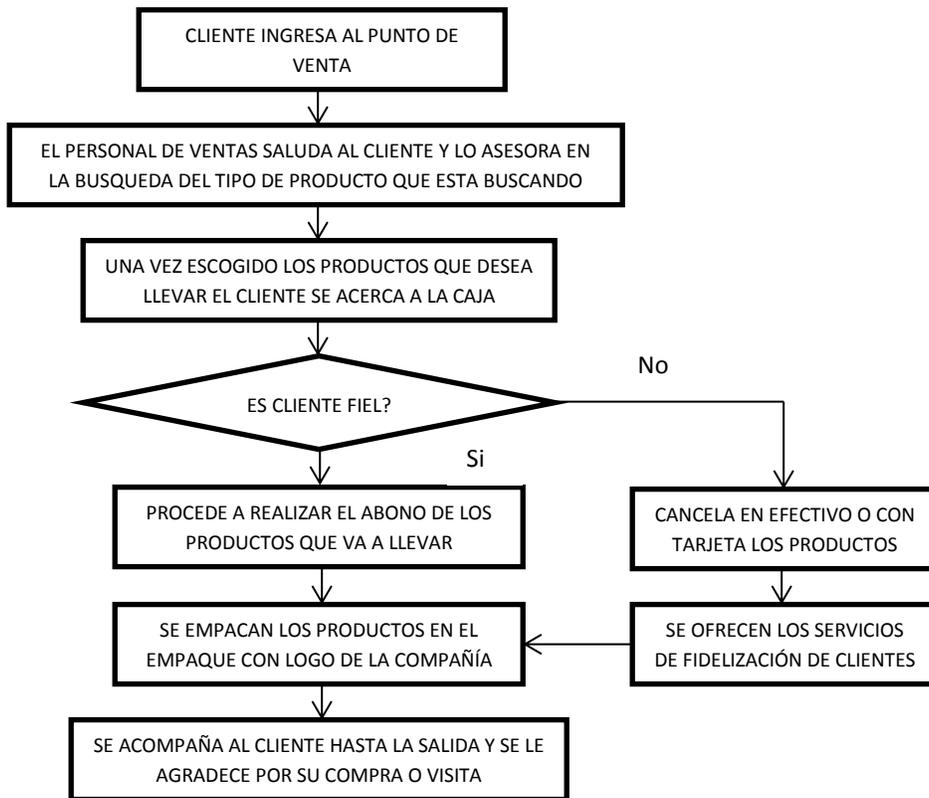 CLIENTE INGRESA AL PUNTO DE
VENTA
EL PERSONAL DE VENTAS SALUDA AL CLIENTE Y LO ASESORA EN
LA BUSQUEDA DEL TIPO DE PRODUCTO QUE ESTA BUSCANDO
UNA VEZ ESCOGIDO LOS PRODUCTOS QUE DESEA
LLEVAR EL CLIENTE SE ACERCA A LA CAJA
No
ES CLIENTE FIEL?
Si
PROCEDE A REALIZAR EL ABONO DE LOS
PRODUCTOS QUE VA A LLEVAR
CANCELA EN EFECTIVO O CON
TARJETA LOS PRODUCTOS
SE EMPACAN LOS PRODUCTOS EN EL
EMPAQUE CON LOGO DE LA COMPAÑÍA
SE OFRECEN LOS SERVICIOS
DE FIDELIZACIÓN DE CLIENTES
SE ACOMPAÑA AL CLIENTE HASTA LA SALIDA Y SE LE
AGRADECE POR SU COMPRA O VISITA